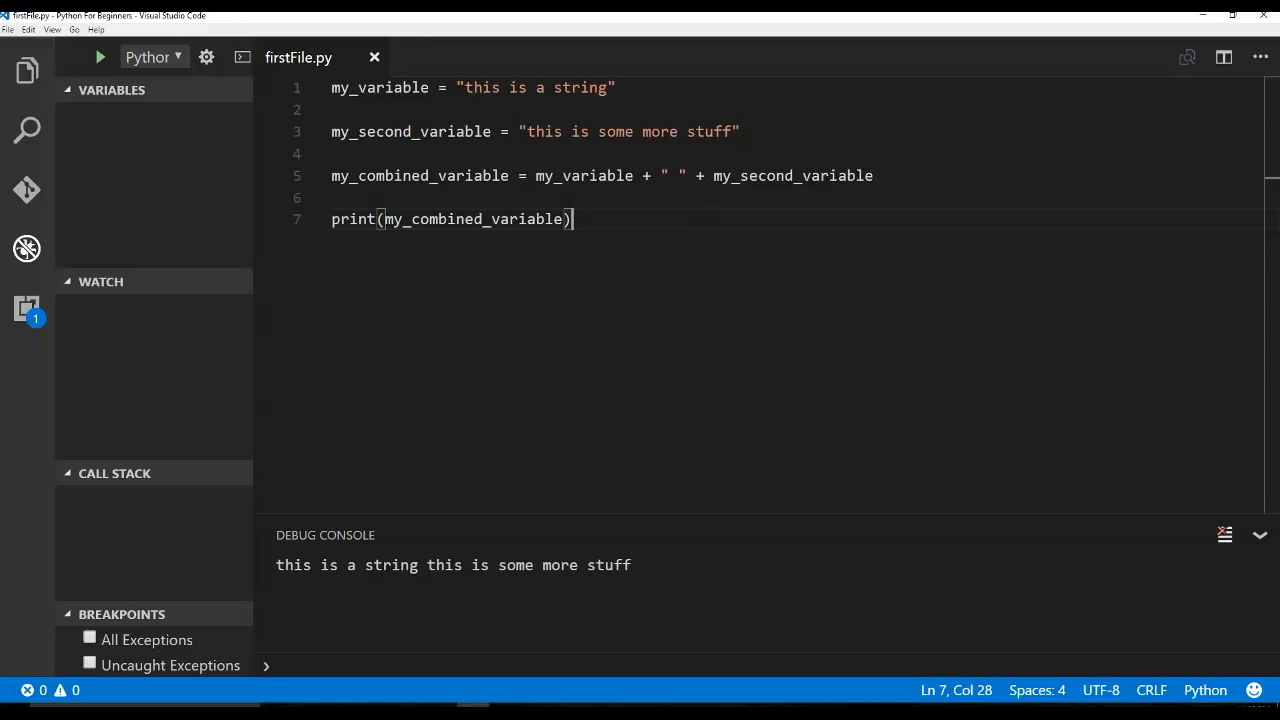 firstFile.py - Python For Beginners - Visual Studio Code
File Edit View Go Help
Python
firstFile.py
VARIABLES
1 my_variable = "this is a string"
2
3 my_second_variable = "this is some more stuff"
4
5 my_combined_variable = my_variable + " " + my_second_variable
6
7 print(my_combined_variable)
WATCH
1
CALL STACK
DEBUG CONSOLE
this is a string this is some more stuff
BREAKPOINTS
All Exceptions
Uncaught Exceptions
0 0 Ln 7, Col 28 Spaces: 4 UTF-8 CRLF Python